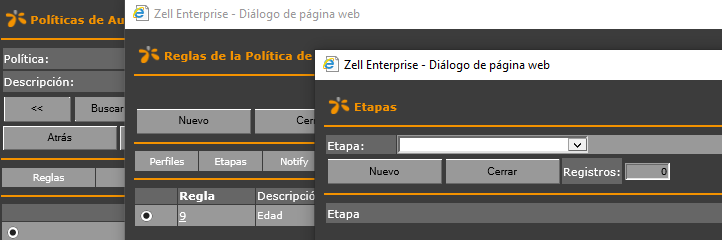 Políticas de Au
Política:
Descripción:
<<
Buscar
Atrás
Reglas
Zell Enterprise - Diálogo de página web
Reglas de la Política de
Nuevo
Cerr
Perfiles
Etapas
Notify
Regla
Descripció
9
Edad
Zell Enterprise - Diálogo de página web
Etapas
Etapa:
Nuevo
Cerrar
Registros:
0
Etapa